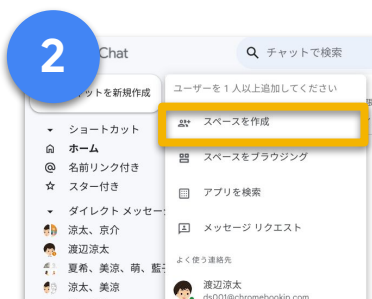 2
Chat
チャットで検索
ットを新規作成
ユーザーを 1 人以上追加してください
スペースを作成
ショートカット
ホーム
スペースをブラウジング
名前リンク付き
スター付き
アプリを検索
ダイレクト メッセー
メッセージ リクエスト
涼太、京介
渡辺涼太
よく使う連絡先
夏希、美涼、萌、藍子
涼太、美涼
渡辺涼太
ds001@chromebookjp.com